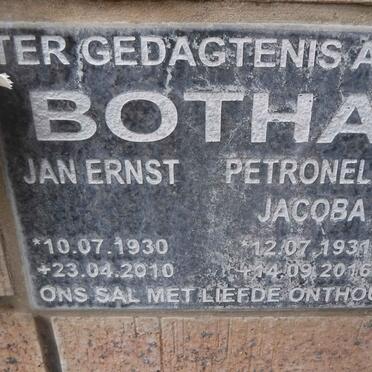 TER GEDAGTENIS A
BOTHA
JAN ERNST PETRONEL
JACOBA
*10.07.1930 *12.07.1931
+23.04.2010 +14.09.2016
ONS SAL MET LIEFDE ONTHOU